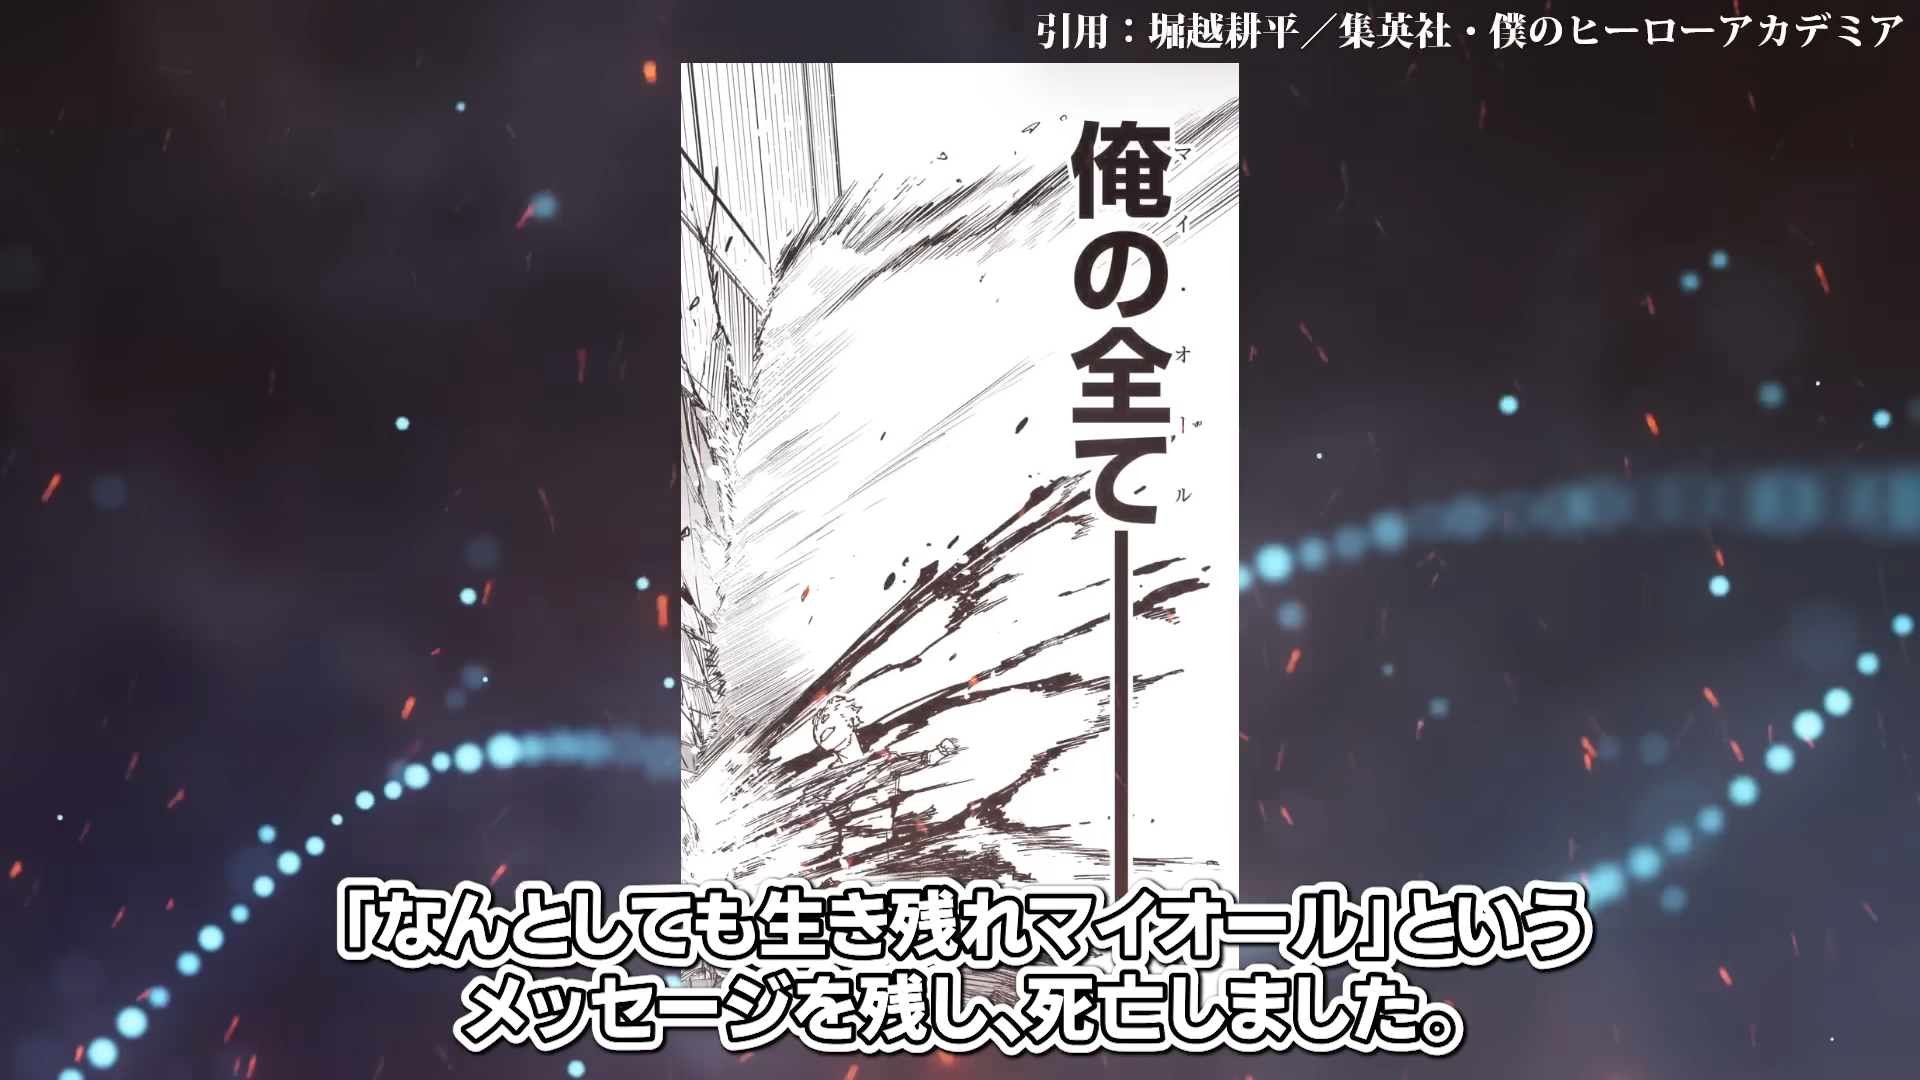 引用：堀越耕平／集英社・僕のヒーローアカデミア
俺の全て━━
マイ・オール
「なんとしても生き残れマイオール」という
メッセージを残し、死亡しました。